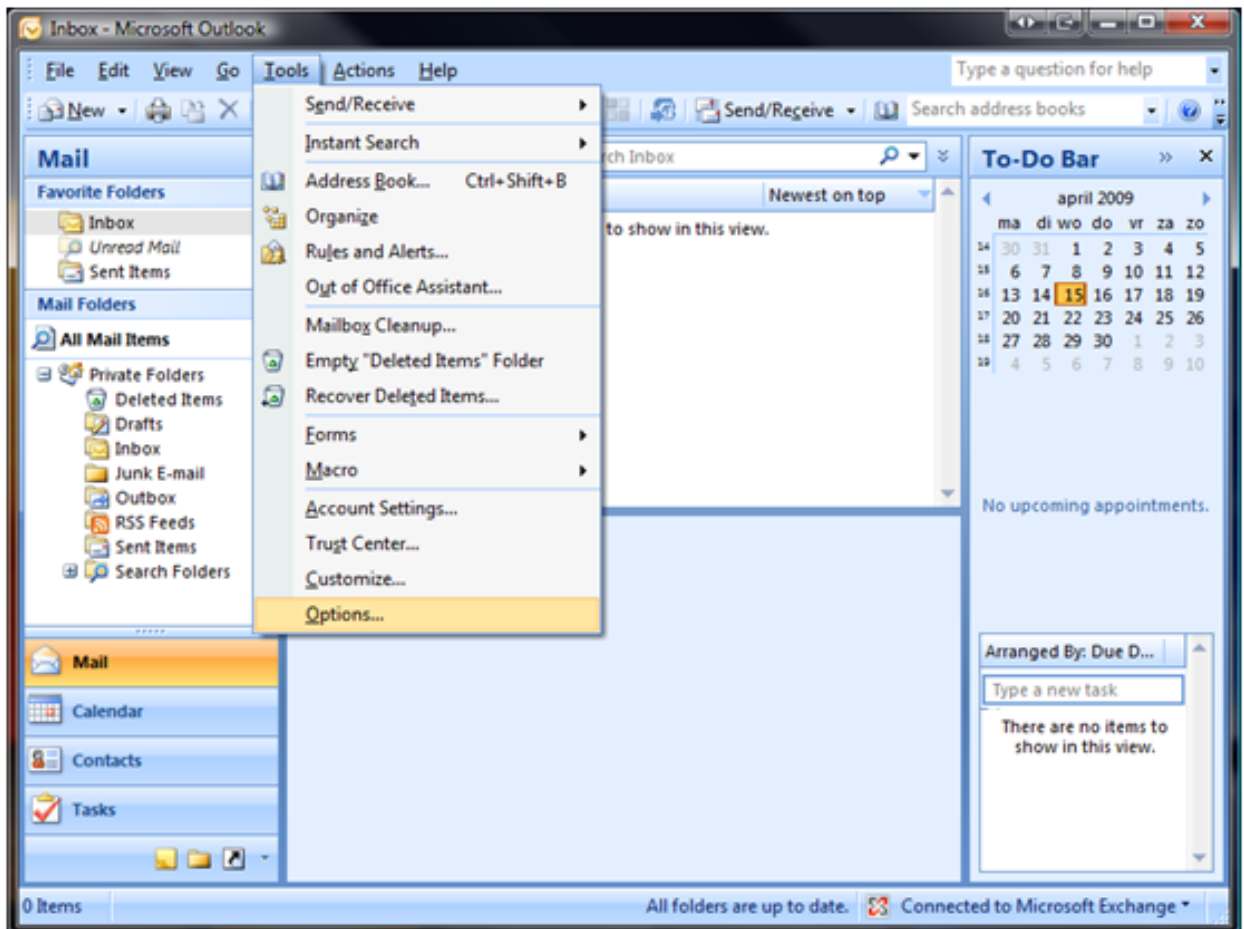 Inbox - Microsoft Outlook
File Edit View Go Tools Actions Help
Type a question for help
New
Send/Receive
Search address books
Send/Receive
Instant Search
Address Book... Ctrl+Shift+B
Organize
Rules and Alerts...
Out of Office Assistant...
Mailbox Cleanup...
Empty "Deleted Items" Folder
Recover Deleted Items...
Forms
Macro
Account Settings...
Trust Center...
Customize...
Options...
Mail
Favorite Folders
Inbox
Unread Mail
Sent Items
Mail Folders
All Mail Items
Private Folders
Deleted Items
Drafts
Inbox
Junk E-mail
Outbox
RSS Feeds
Sent Items
Search Folders
Mail
Calendar
Contacts
Tasks
rch Inbox
Newest on top
to show in this view.
To-Do Bar
april 2009
ma di wo do vr za zo
14 30 31 1 2 3 4 5
15 6 7 8 9 10 11 12
16 13 14 15 16 17 18 19
17 20 21 22 23 24 25 26
18 27 28 29 30 1 2 3
19 4 5 6 7 8 9 10
No upcoming appointments.
Arranged By: Due D...
Type a new task
There are no items to
show in this view.
0 Items
All folders are up to date.
Connected to Microsoft Exchange